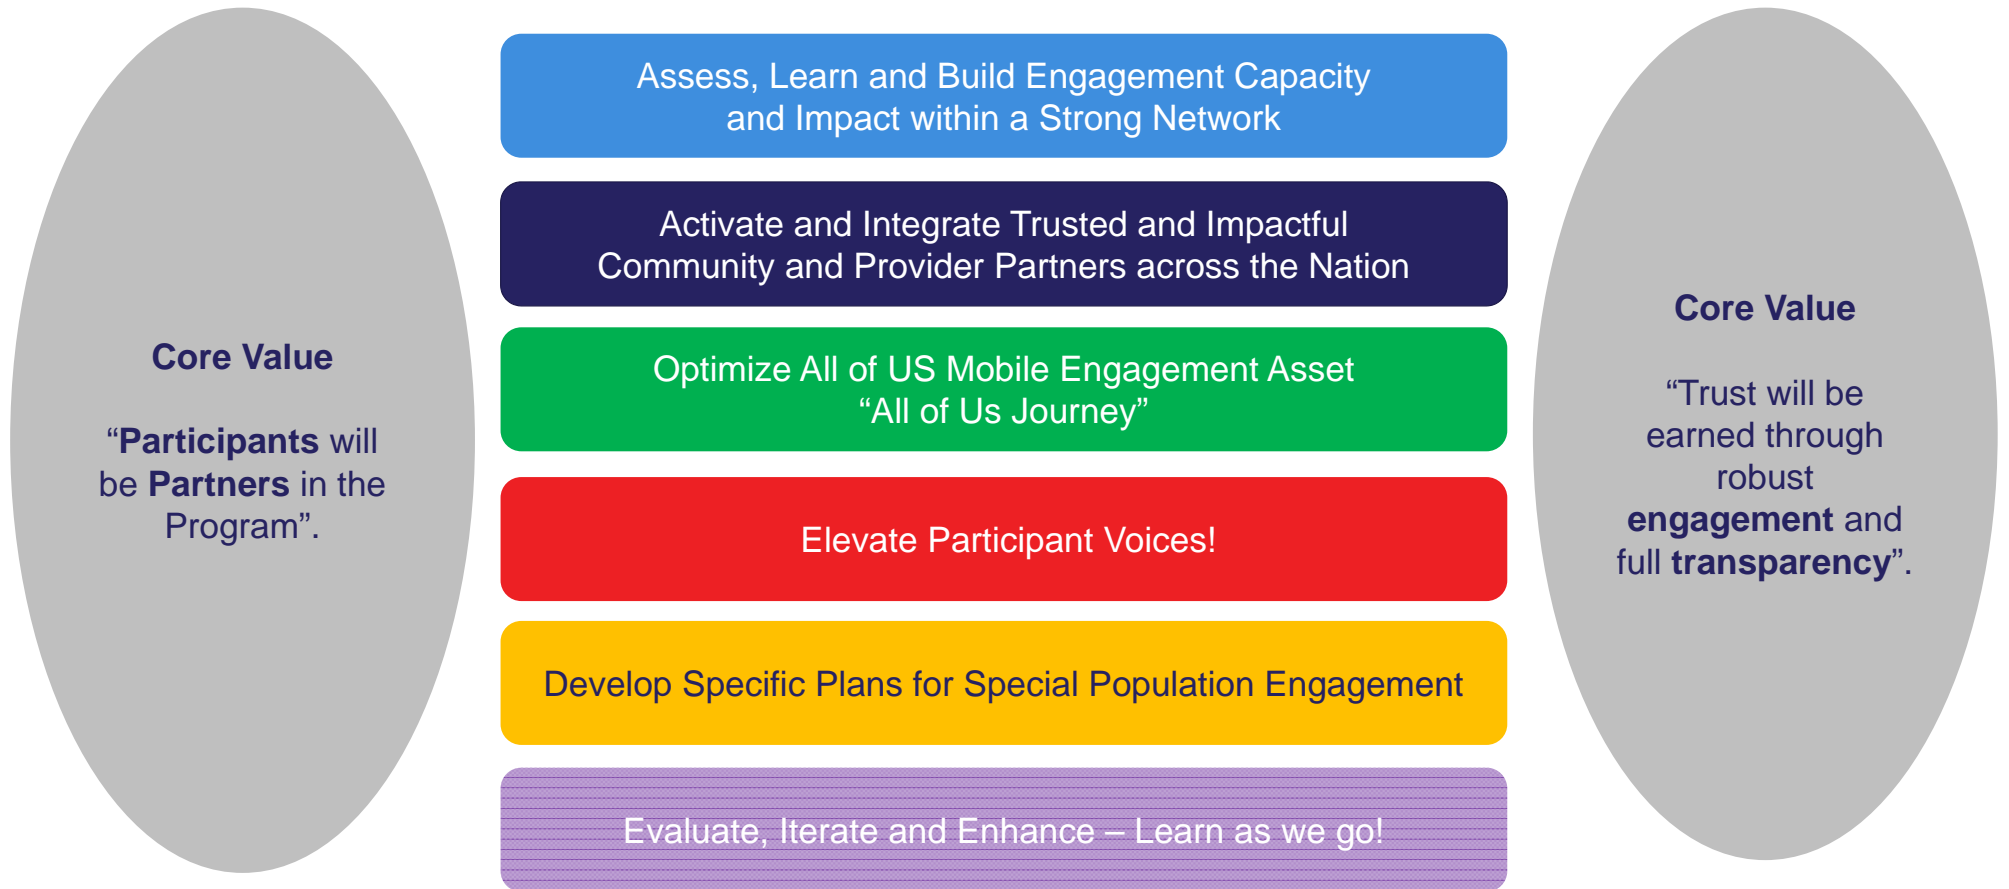 Core Value
“Participants will
be Partners in the
Program”.
Assess, Learn and Build Engagement Capacity
and Impact within a Strong Network
Activate and Integrate Trusted and Impactful
Community and Provider Partners across the Nation
Optimize All of US Mobile Engagement Asset
“All of Us Journey”
Elevate Participant Voices!
Develop Specific Plans for Special Population Engagement
Evaluate, Iterate and Enhance – Learn as we go!
Core Value
“Trust will be
earned through
robust
engagement and
full transparency”.